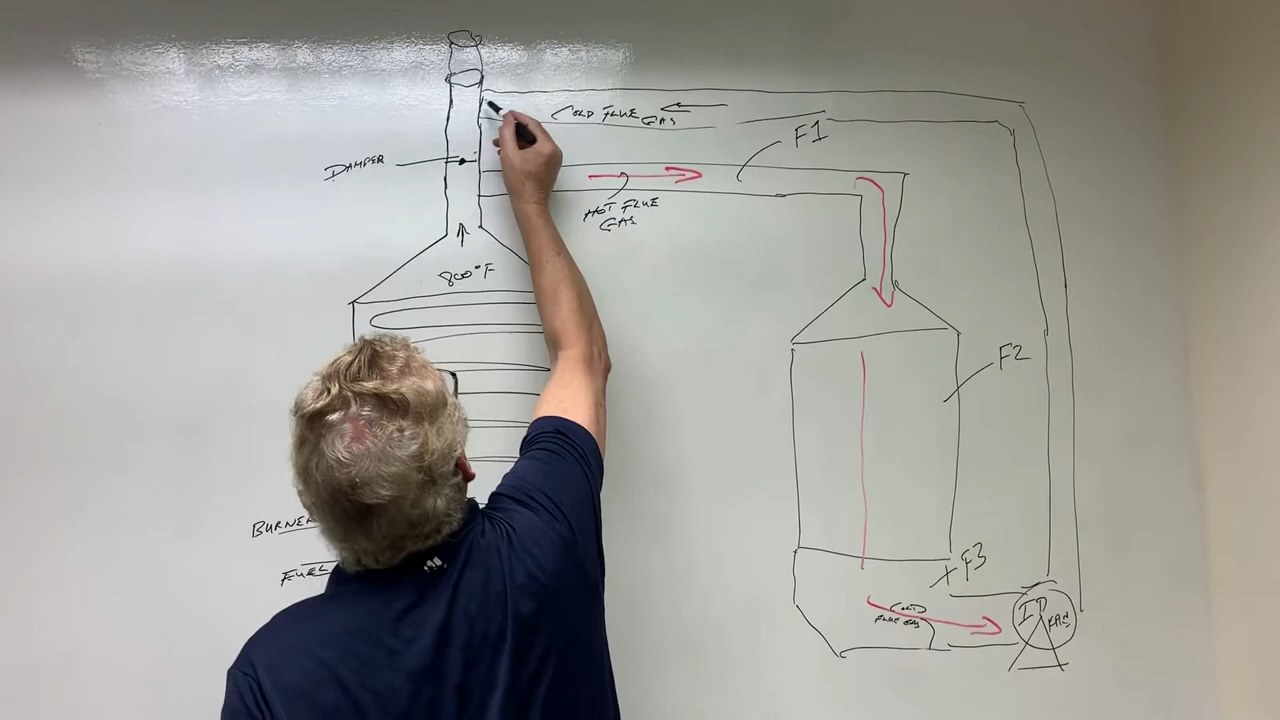 COLD FLUE
GAS
F1
DAMPER
HOT FLUE
GAS
800°F
F2
BURNER
FUEL
F3
COLD
FLUE GAS
ID
FAN